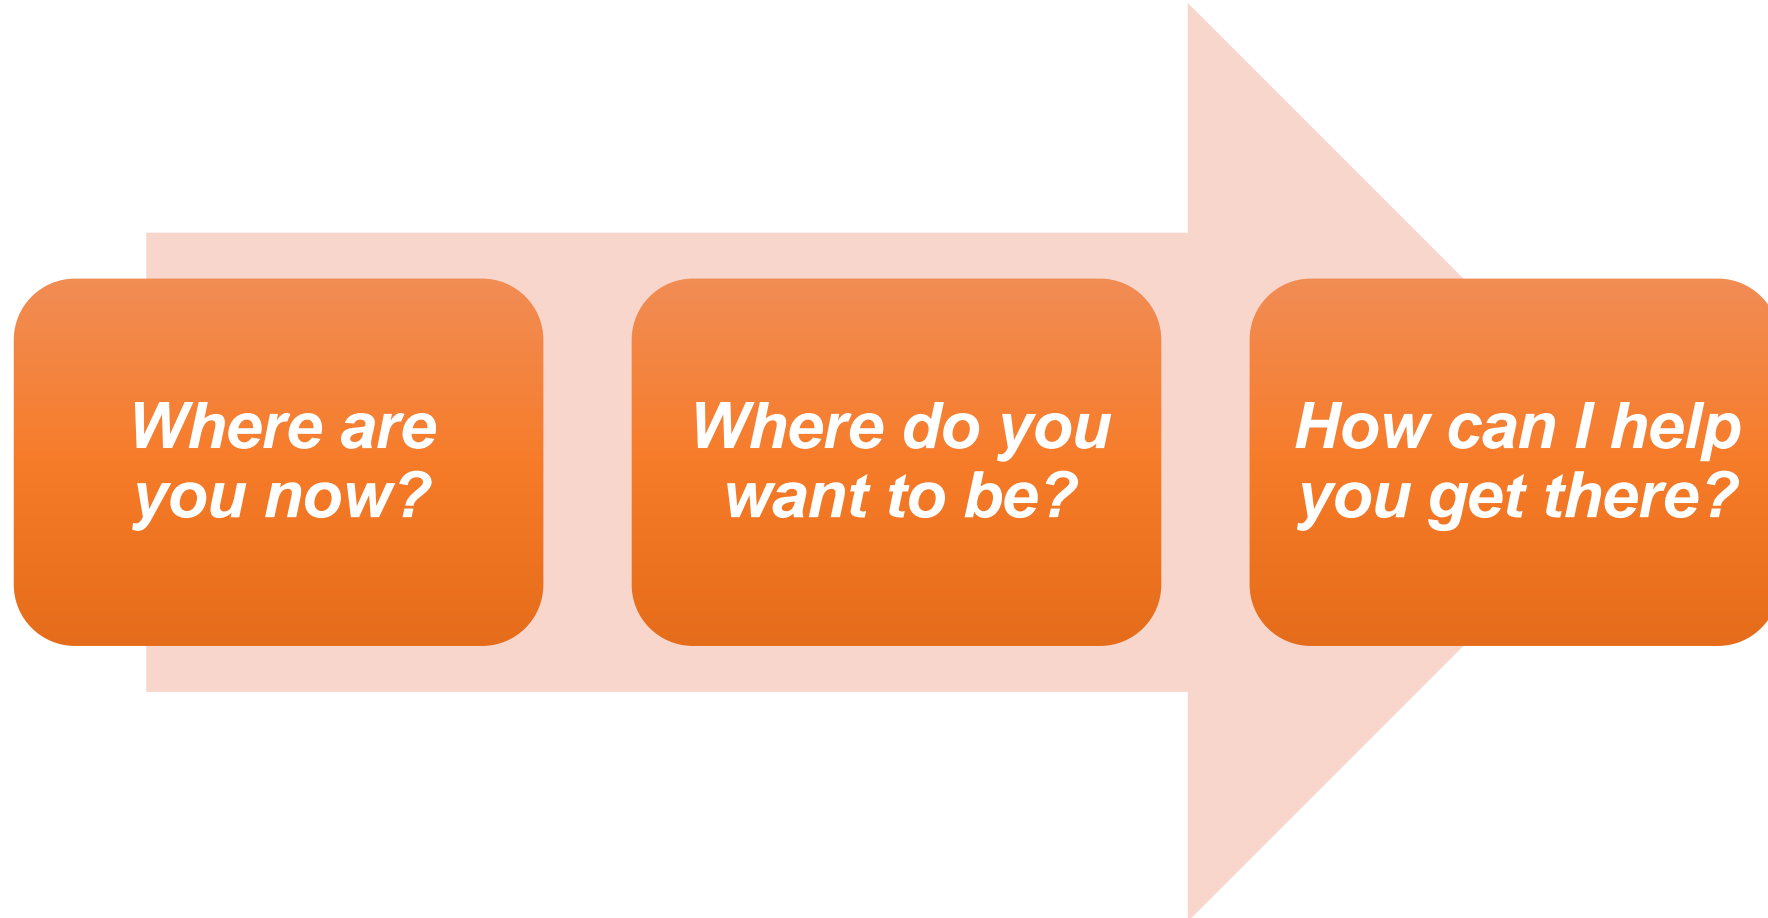 Where are
you now?
Where do you
want to be?
How can I help
you get there?